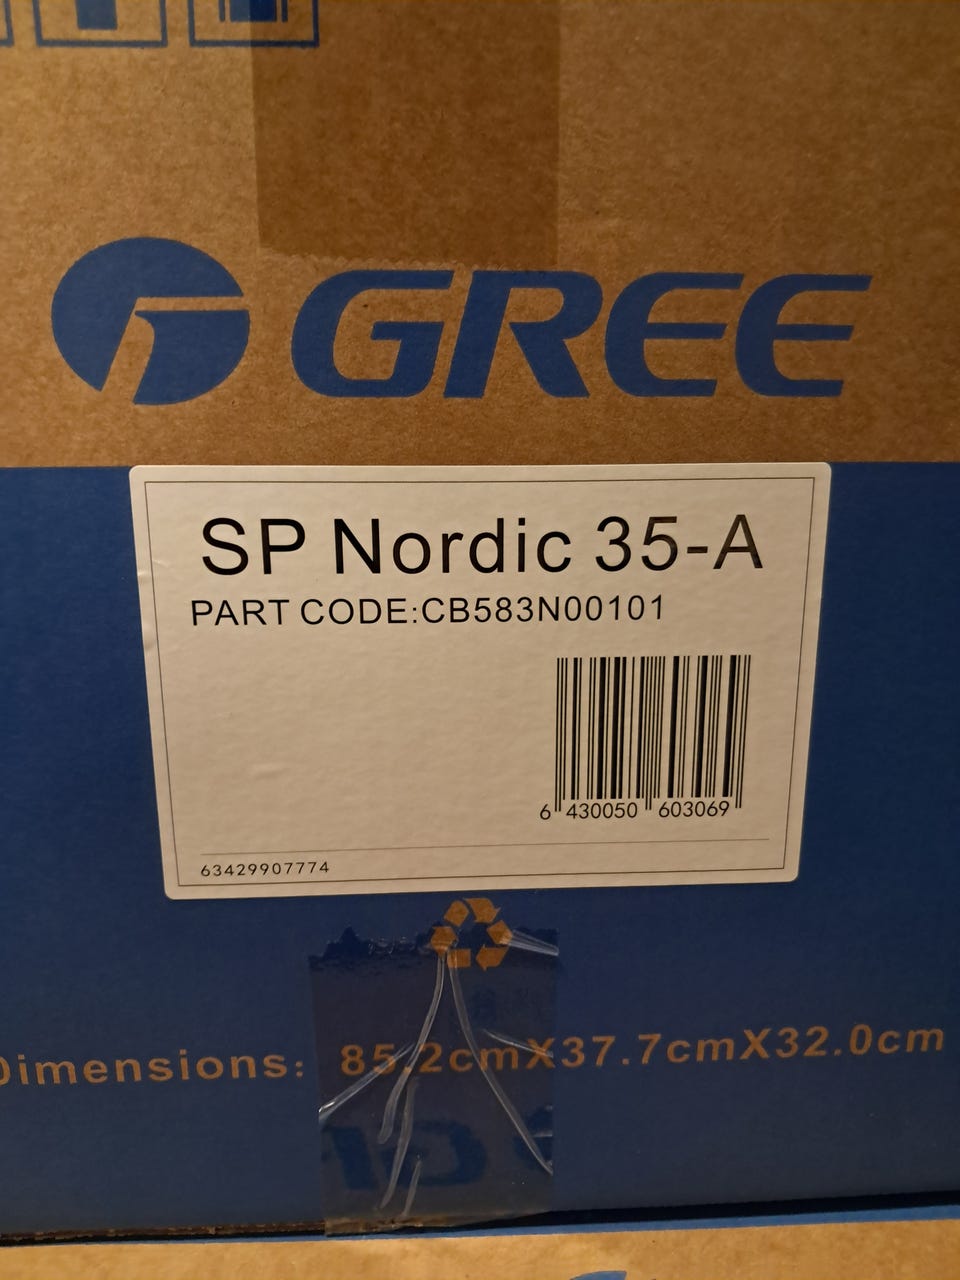 GREE
SP Nordic 35-A
PART CODE:CB583N00101
6 430050 603069
63429907774
Dimensions: 85.2cmX37.7cmX32.0cm